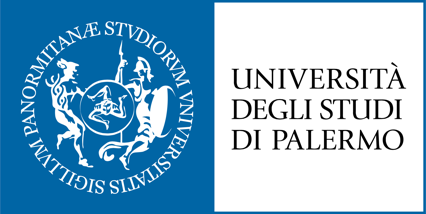 SIGILLVM PANORMITANÆ STVDIORVM VNIVERSITATIS
UNIVERSITÀ
DEGLI STUDI
DI PALERMO